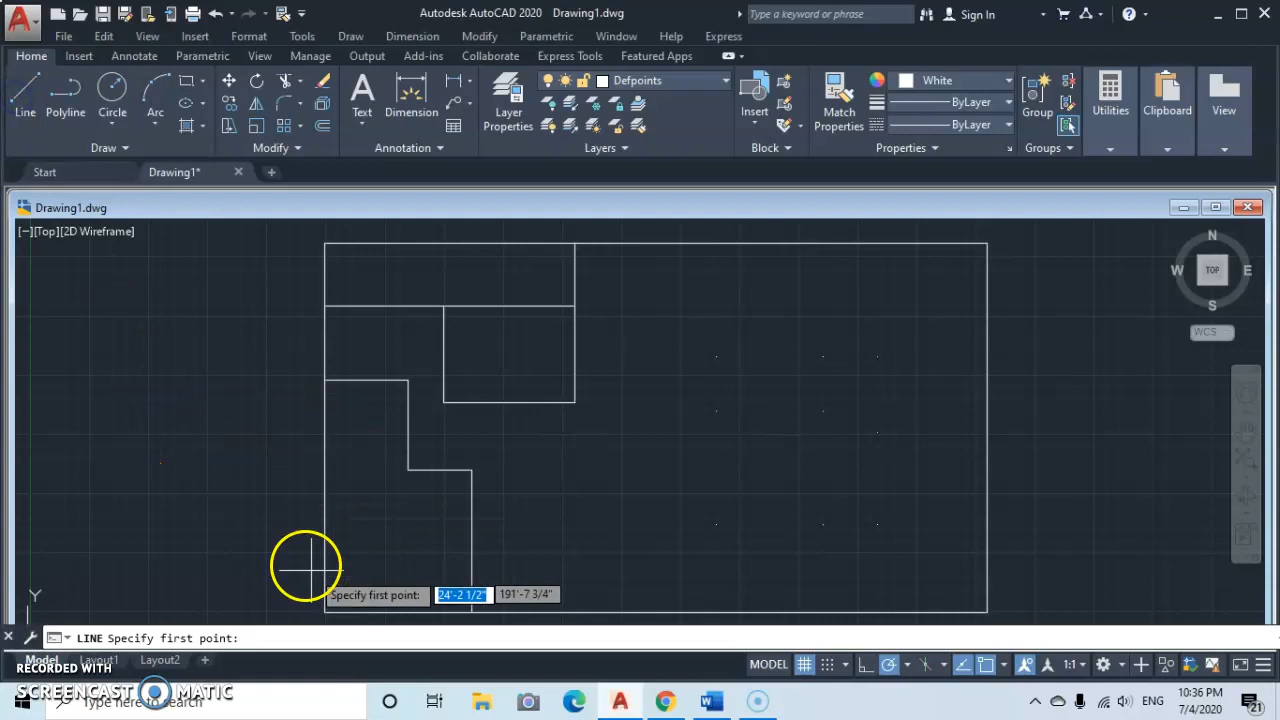 Autodesk AutoCAD 2020 Drawing1.dwg
Type a keyword or phrase
Sign In
File Edit View Insert Format Tools Draw Dimension Modify Parametric Window Help Express
Home Insert Annotate Parametric View Manage Output Add-ins Collaborate Express Tools Featured Apps
Line Polyline Circle Arc
Text Dimension
Layer
Properties
Defpoints
Insert
Match
Properties
White
ByLayer
ByLayer
Group
Utilities
Clipboard
View
Draw Modify Annotation Layers Block Properties Groups
Start Drawing1*
Drawing1.dwg
[−][Top][2D Wireframe]
N
W TOP E
S
WCS
Specify first point: 24'-2 1/2" 191'-7 3/4"
Y
LINE Specify first point:
Model Layout1 Layout2
MODEL 1:1
RECORDED WITH
SCREENCAST MATIC
Type here to search
ENG
10:36 PM
7/4/2020
21